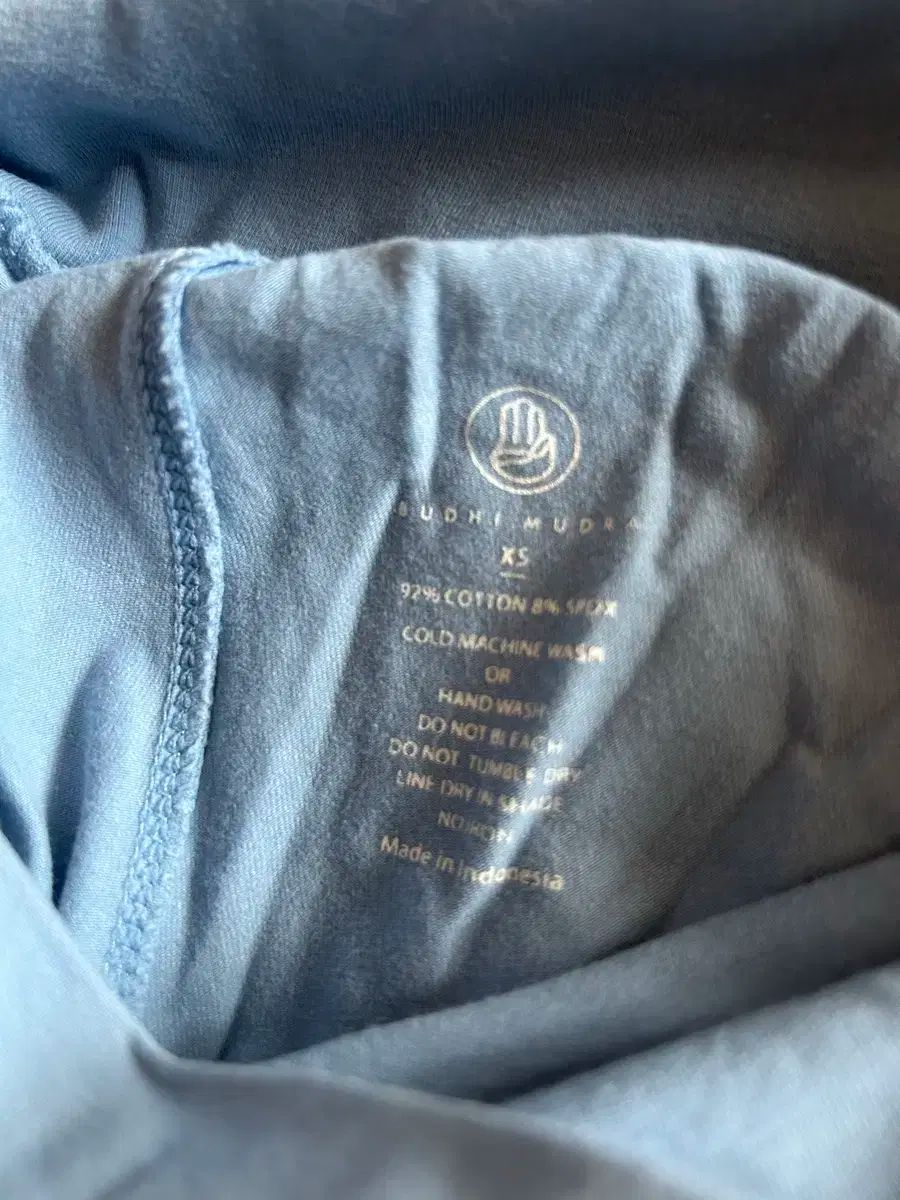 BUDHI MUDRA
XS
92% COTTON 8% SPDX
COLD MACHINE WASH
OR
HAND WASH
DO NOT BLEACH
DO NOT TUMBLE DRY
LINE DRY IN SHADE
NO IRON
Made in Indonesia